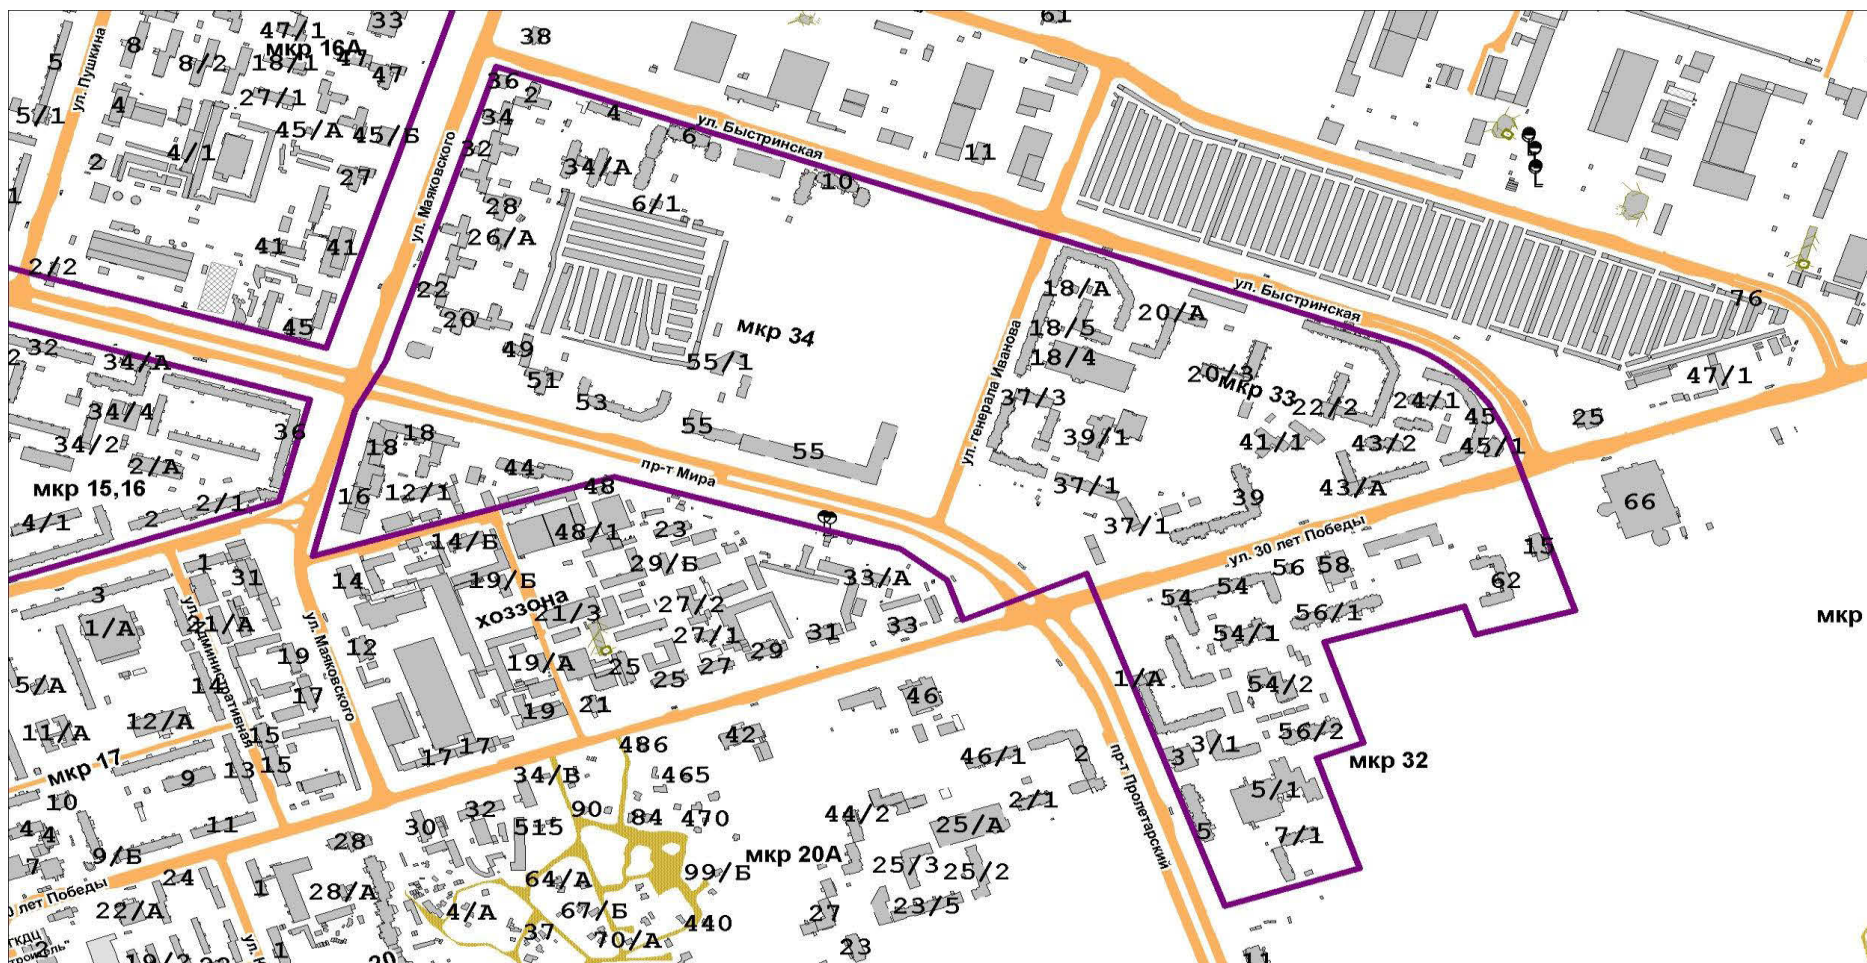 33
61
47/1
38
8
мкр 16А
5
ул. Пушкина
8/2
18/1
47
47
36
2
27/1
4
34
4
5/1
45/А
45/Б
ул. Быстринская
6
ул. Маяковского
32
11
4/1
2
34/А
27
10
1
6/1
28
26/А
41
41
2/2
22
18/А
ул. Быстринская
76
20
20/А
45
18/5
мкр 34
ул. генерала Иванова
32
49
2
34/А
55/1
18/4
51
20/3
47/1
мкр 33
37/3
53
22/2
24/1
34/4
45
25
36
18
18
55
34/2
39/1
41/1
43/2
45/1
55
2/А
44
пр-т Мира
мкр 15,16
48
37/1
43/А
16
12/1
39
2/1
66
4/1
2
37/1
48/1
23
ул. 30 лет Победы
14/Б
15
1
29/Б
31
14
19/Б
33/А
56
58
62
54
3
хоззона
27/2
54
21/3
56/1
мкр
1/А
21/А
ул. Административная
ул. Маяковского
27/1
31
33
54/1
12
19
19/А
29
25
27
25
1/А
5/А
14
17
46
54/2
21
19
12/А
11/А
15
42
56/2
486
17
17
3/1
46/1
2
3
мкр 32
мкр 17
13
15
34/В
465
9
пр-т Пролетарский
5/1
10
2/1
32
90
84
470
44/2
4
4
11
30
515
25/А
5
7/1
28
9/Б
мкр 20А
7
25/3
25/2
99/Б
64/А
24
1
28/А
лет Победы
22/А
4/А
67/Б
27
23/5
440
37
70/А
ГКДЦ
2
1
23
11
20